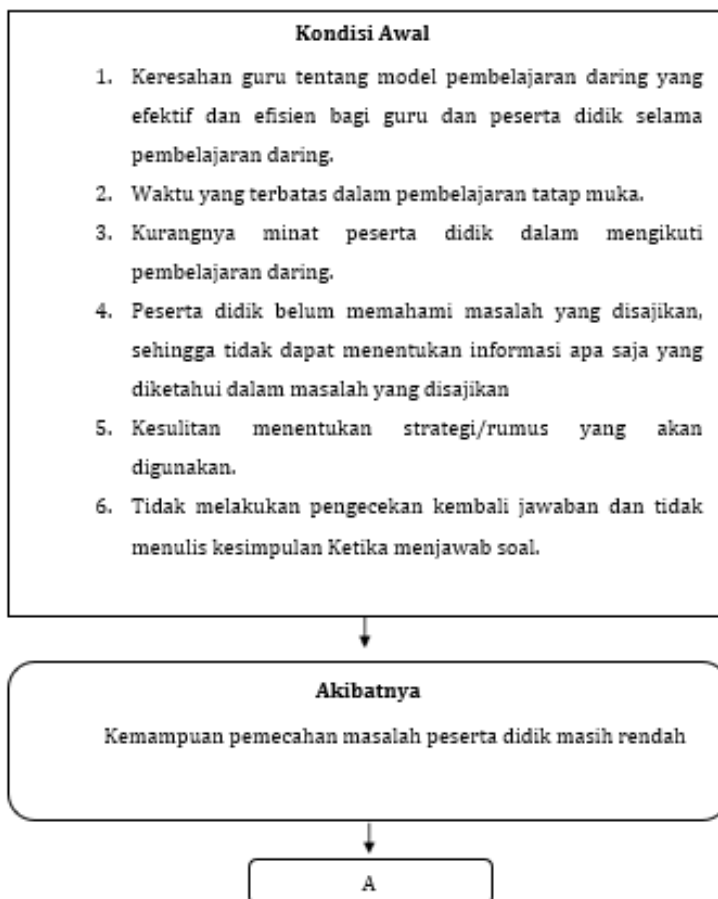 Kondisi Awal
1. Keresahan guru tentang model pembelajaran daring yang
efektif dan efisien bagi guru dan peserta didik selama
pembelajaran daring.
2. Waktu yang terbatas dalam pembelajaran tatap muka.
3. Kurangnya minat peserta didik dalam mengikuti
pembelajaran daring.
4. Peserta didik belum memahami masalah yang disajikan,
sehingga tidak dapat menentukan informasi apa saja yang
diketahui dalam masalah yang disajikan
5. Kesulitan menentukan strategi/rumus yang akan
digunakan.
6. Tidak melakukan pengecekan kembali jawaban dan tidak
menulis kesimpulan Ketika menjawab soal.
Akibatnya
Kemampuan pemecahan masalah peserta didik masih rendah
A